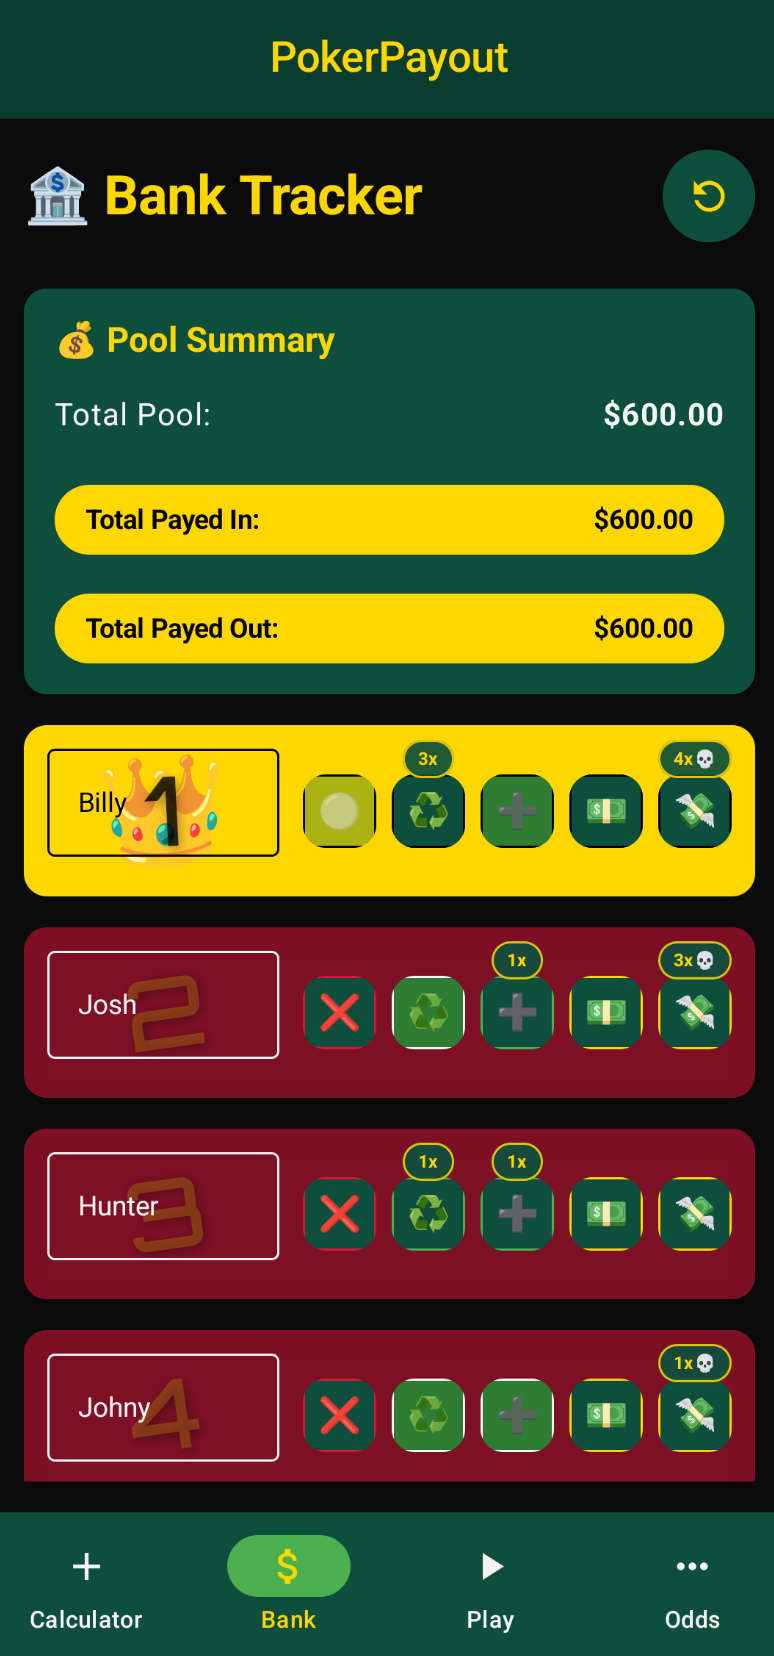 PokerPayout
Bank Tracker
Pool Summary
Total Pool: $600.00
Total Payed In: $600.00
Total Payed Out: $600.00
3x 4x
Billy 1
1x 3x
Josh 2
1x 1x
Hunter 3
1x
Johny 4
Calculator Bank Play Odds